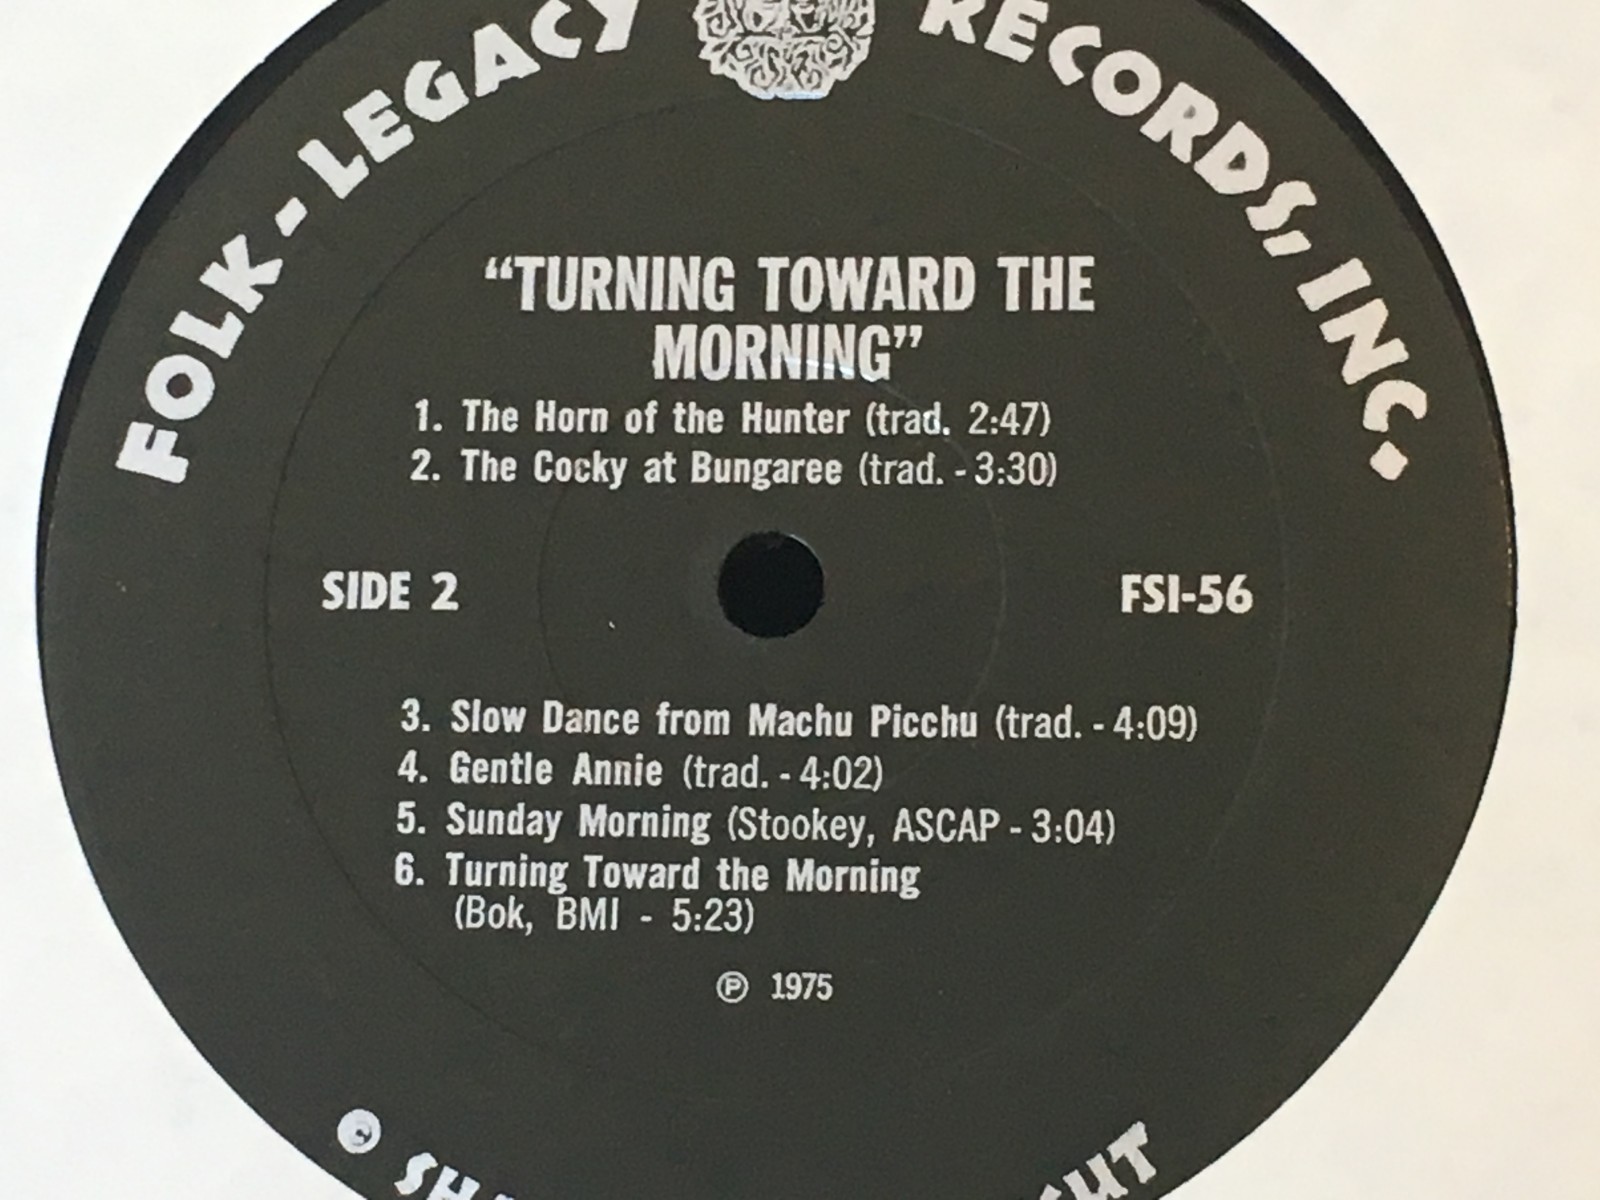 FOLK-LEGACY RECORDS, INC.
“TURNING TOWARD THE
MORNING”
1. The Horn of the Hunter (trad. 2:47)
2. The Cocky at Bungaree (trad. - 3:30)
SIDE 2
FSI-56
3. Slow Dance from Machu Picchu (trad. - 4:09)
4. Gentle Annie (trad. - 4:02)
5. Sunday Morning (Stookey, ASCAP - 3:04)
6. Turning Toward the Morning
(Bok, BMI - 5:23)
℗ 1975
©